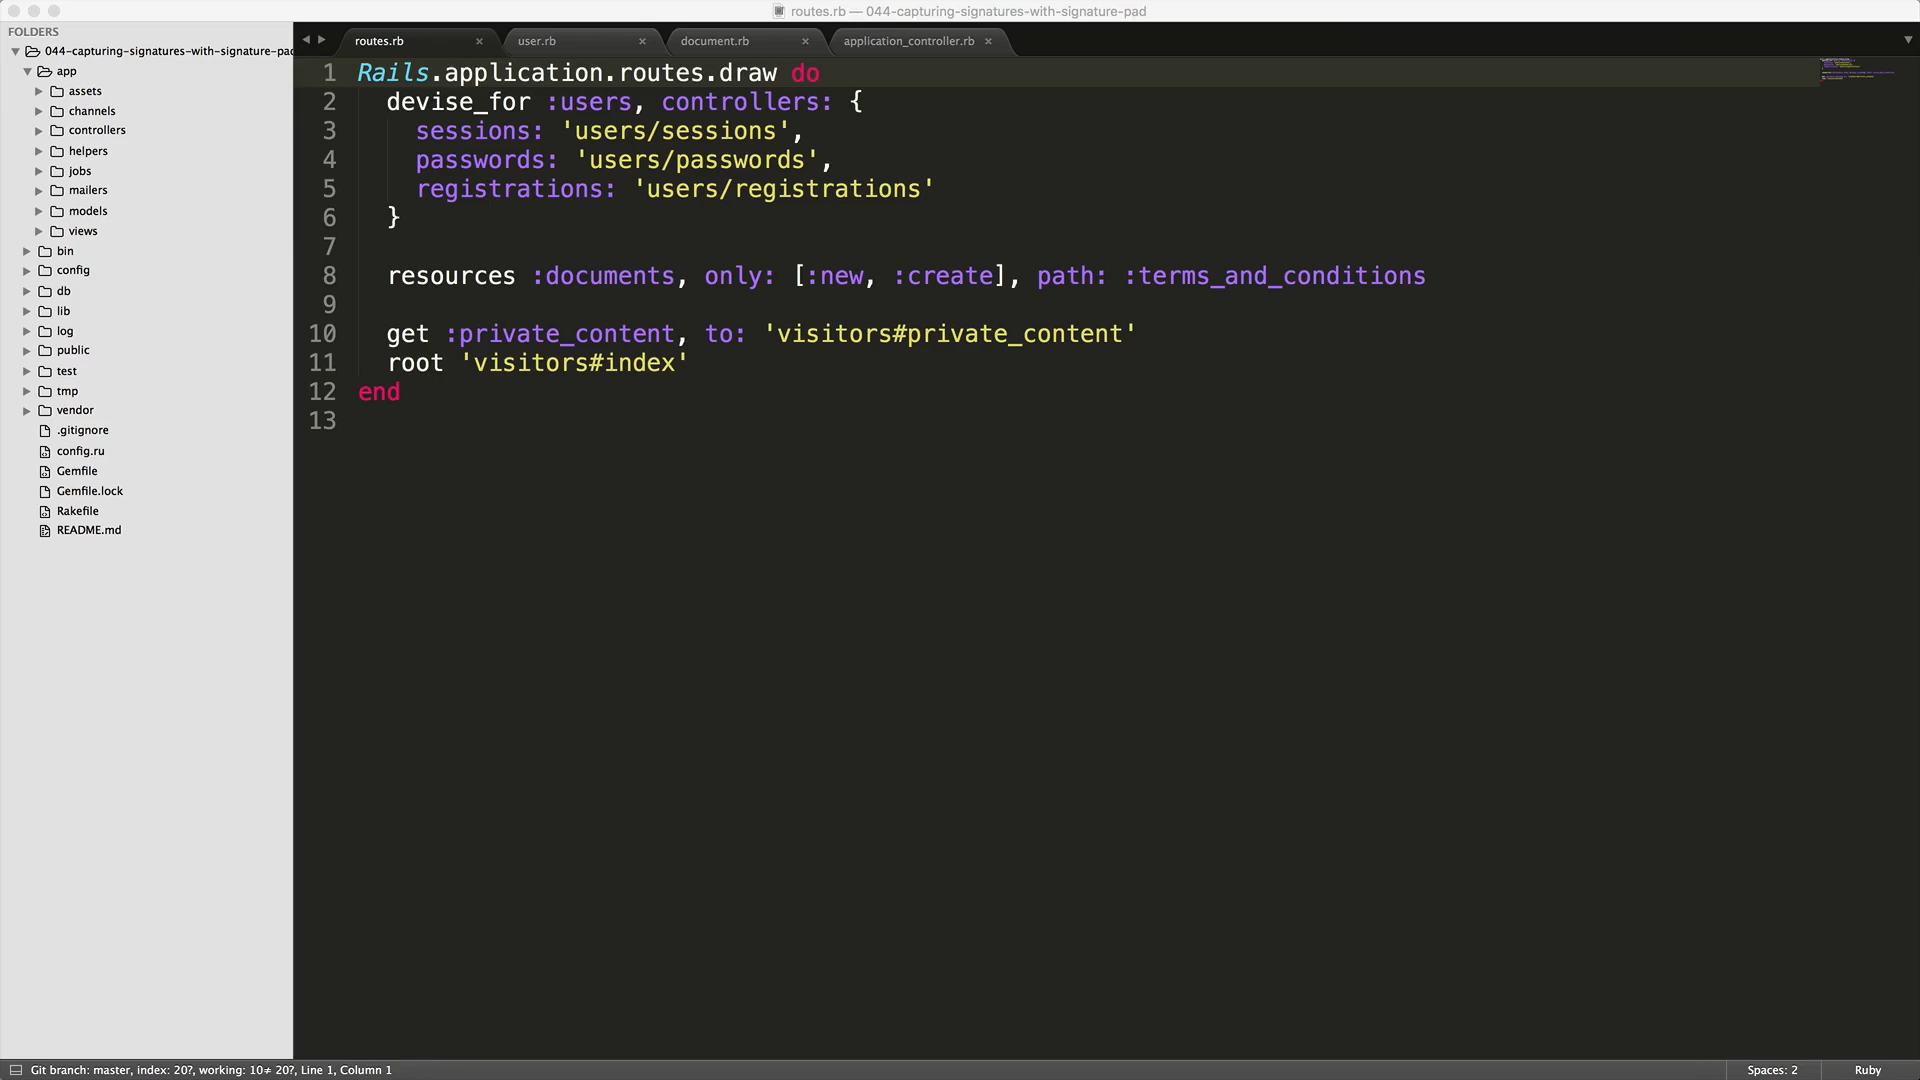 routes.rb — 044-capturing-signatures-with-signature-pad
FOLDERS
044-capturing-signatures-with-signature-pad
app
assets
channels
controllers
helpers
jobs
mailers
models
views
bin
config
db
lib
log
public
test
tmp
vendor
.gitignore
config.ru
Gemfile
Gemfile.lock
Rakefile
README.md
routes.rb
user.rb
document.rb
application_controller.rb
1 Rails.application.routes.draw do
2   devise_for :users, controllers: {
3     sessions: 'users/sessions',
4     passwords: 'users/passwords',
5     registrations: 'users/registrations'
6   }
7
8   resources :documents, only: [:new, :create], path: :terms_and_conditions
9
10   get :private_content, to: 'visitors#private_content'
11   root 'visitors#index'
12 end
13
Git branch: master, index: 20?, working: 10≠ 20?, Line 1, Column 1
Spaces: 2
Ruby